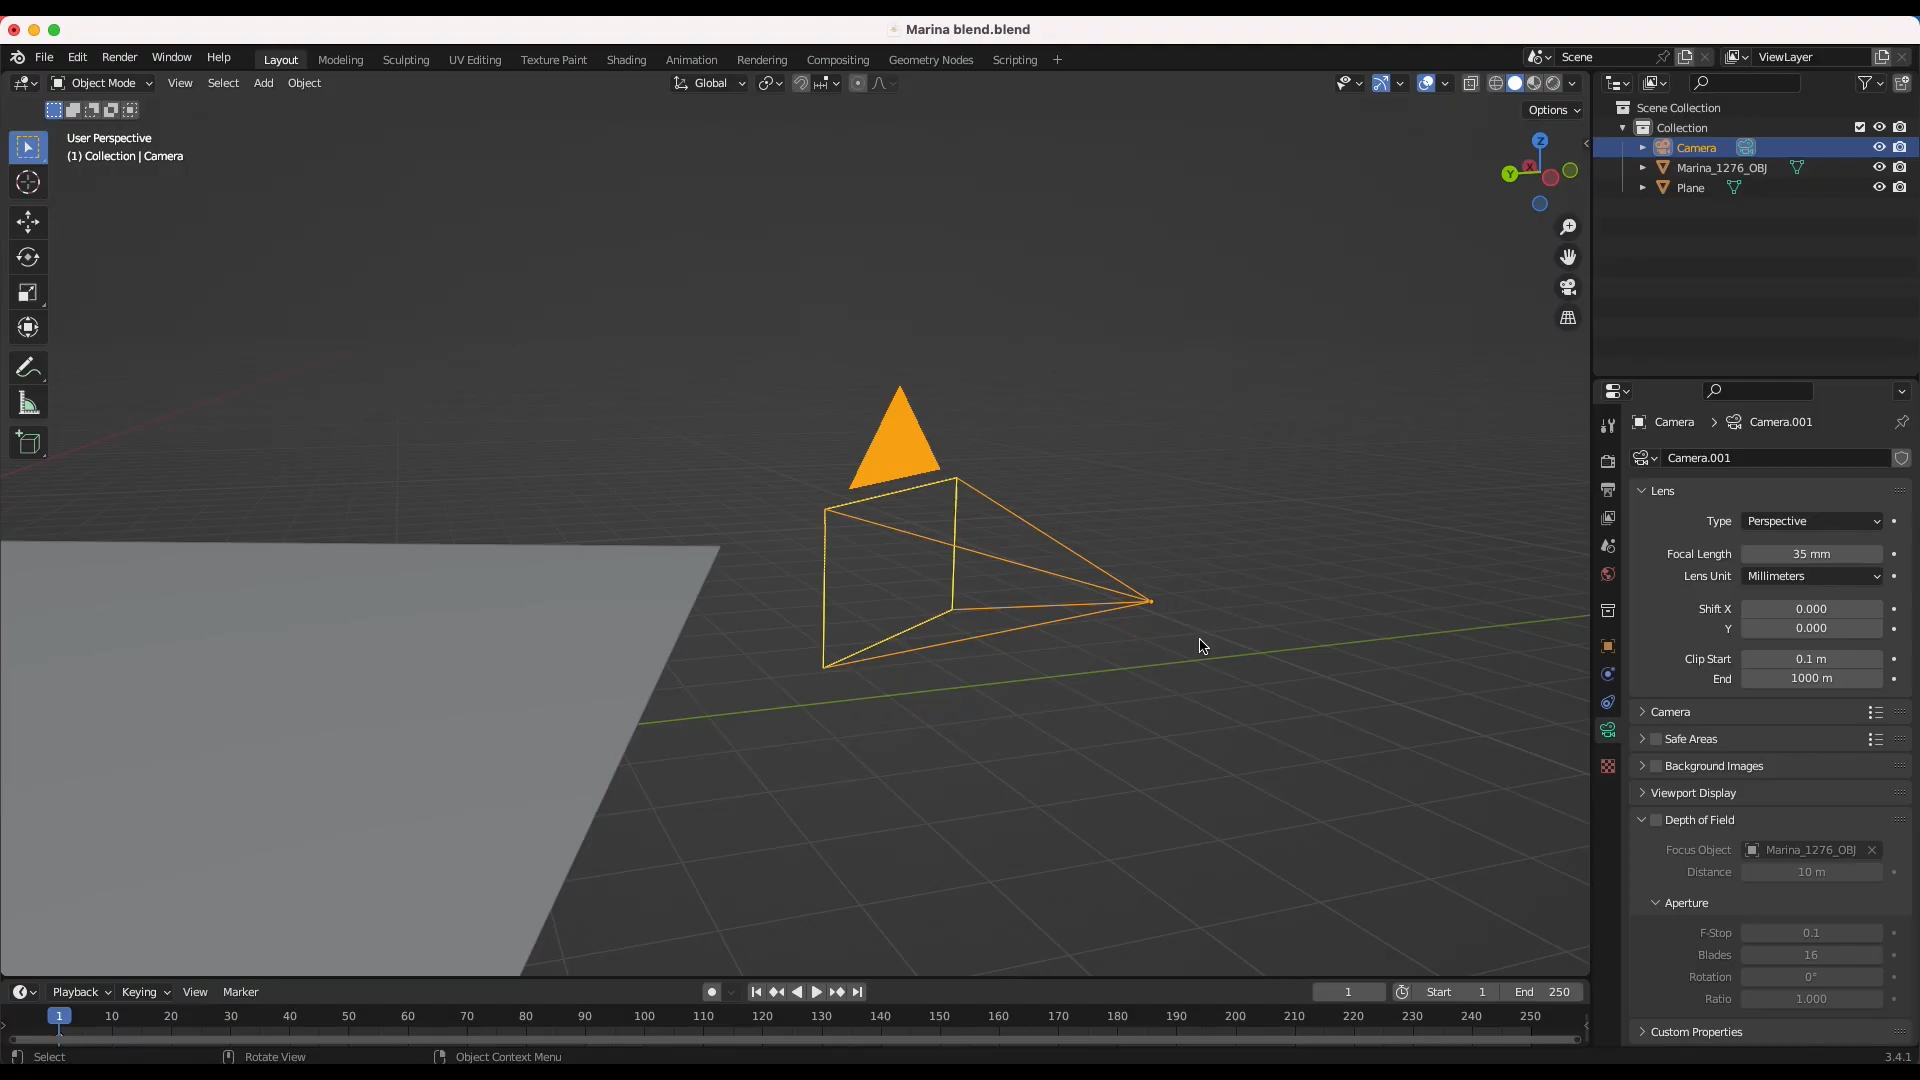 Marina blend.blend
File Edit Render Window Help Layout Modeling Sculpting UV Editing Texture Paint Shading Animation Rendering Compositing Geometry Nodes Scripting + Scene ViewLayer
Object Mode View Select Add Object Global
Options
User Perspective
(1) Collection | Camera
Z
Y
X
Scene Collection
Collection
Camera
Marina_1276_OBJ
Plane
Camera > Camera.001
Camera.001
Lens
Type Perspective
Focal Length 35 mm
Lens Unit Millimeters
Shift X 0.000
Y 0.000
Clip Start 0.1 m
End 1000 m
Camera
Safe Areas
Background Images
Viewport Display
Depth of Field
Focus Object Marina_1276_OBJ
Distance 10 m
Aperture
F-Stop 0.1
Blades 16
Rotation 0°
Ratio 1.000
Custom Properties
Playback Keying View Marker 1 Start 1 End 250
1 10 20 30 40 50 60 70 80 90 100 110 120 130 140 150 160 170 180 190 200 210 220 230 240 250
Select Rotate View Object Context Menu 3.4.1